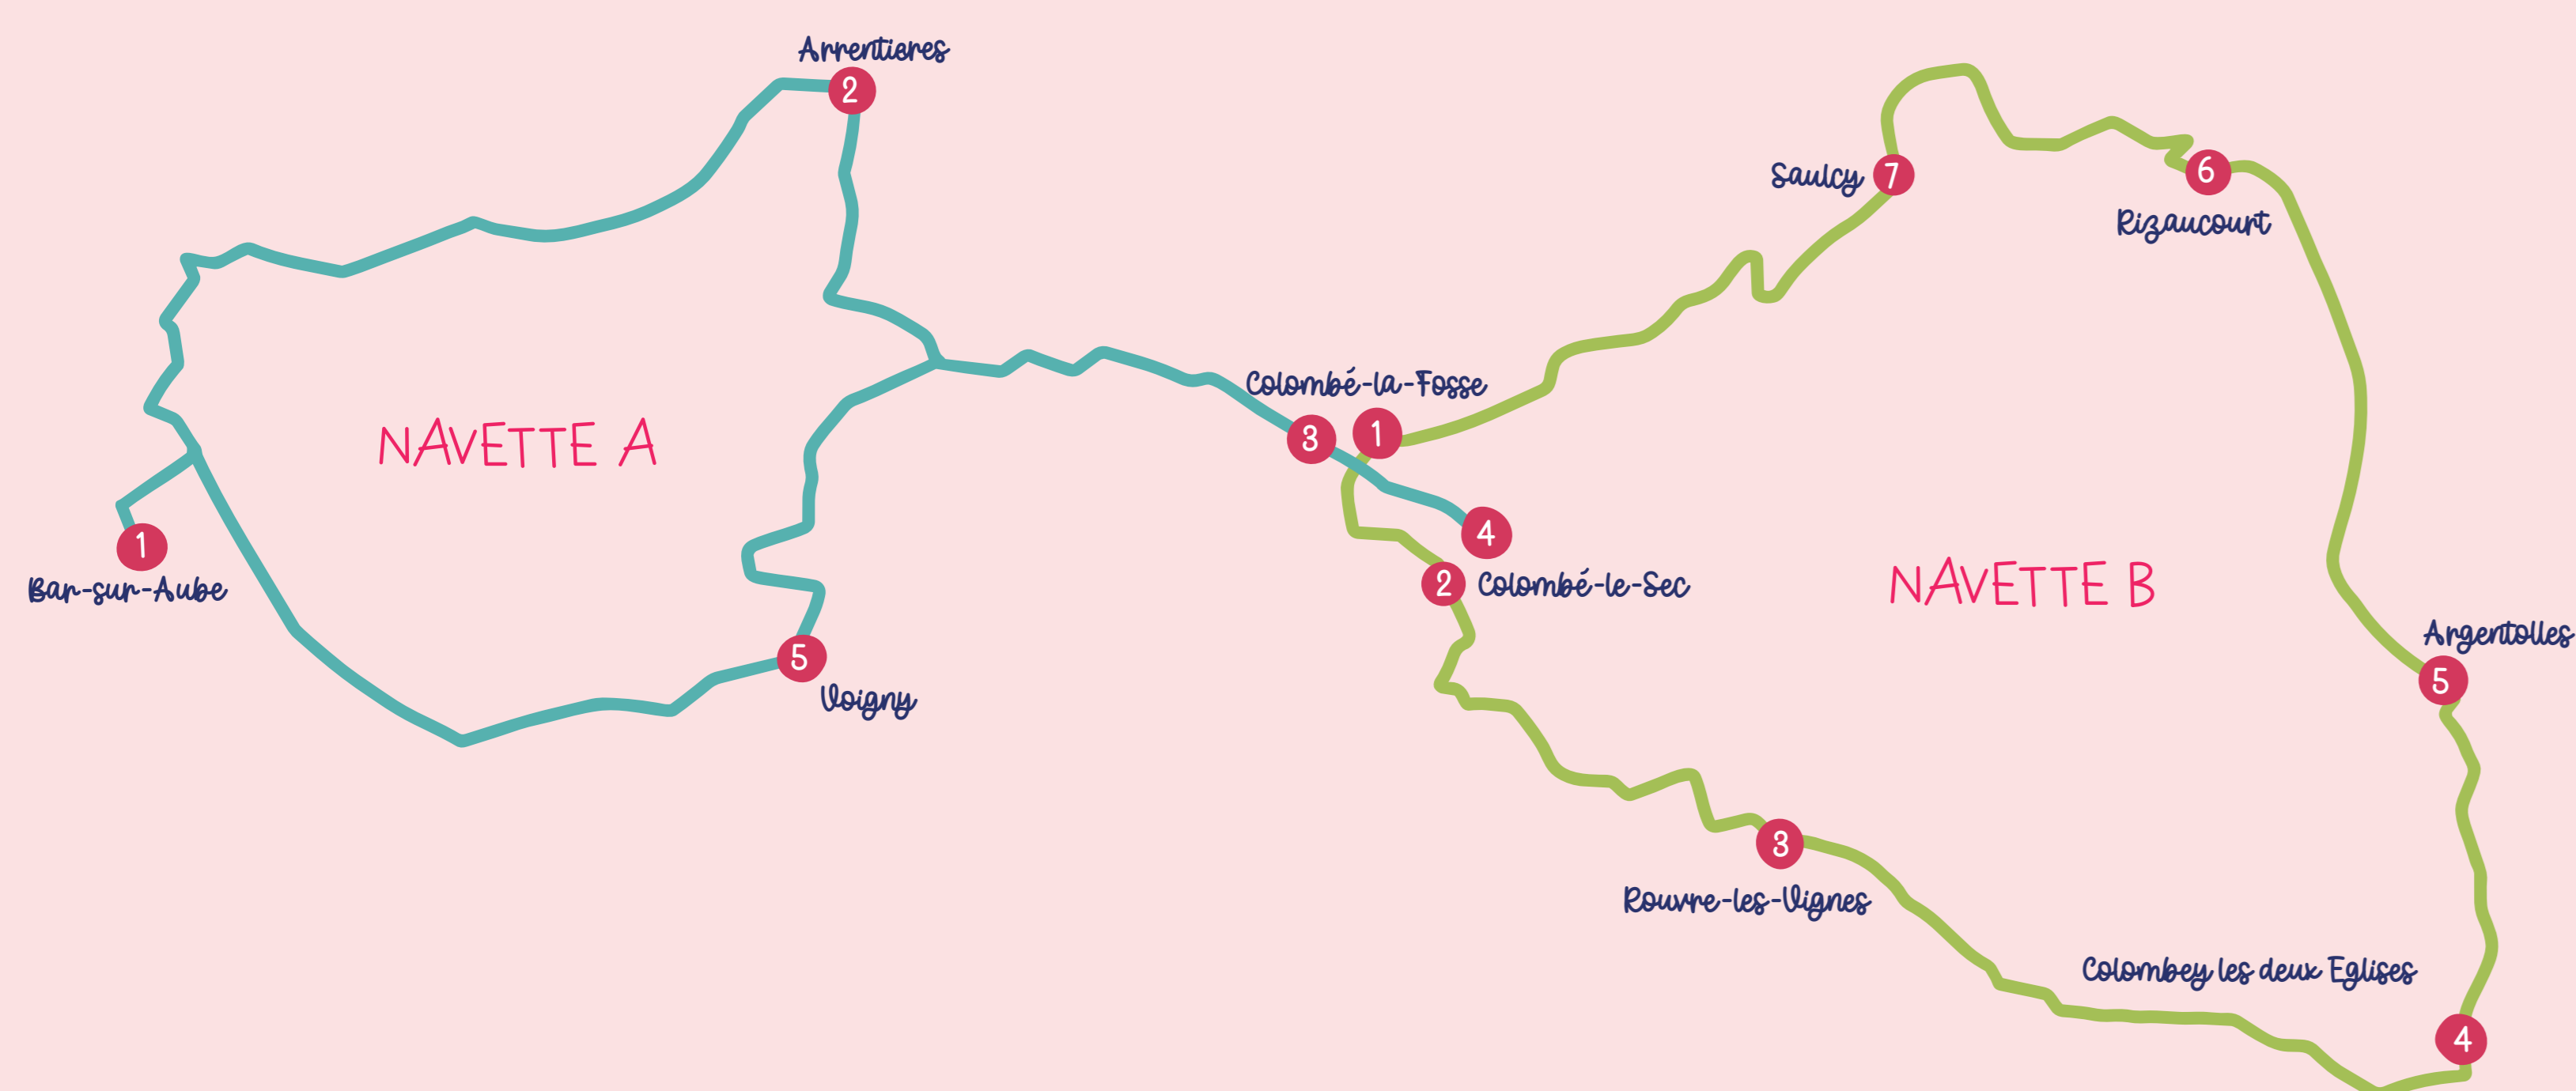 Arrentieres
2
Saulcy
7
6
Rizaucourt
Colombé-la-Fosse
3
1
NAVETTE A
4
1
Bar-sur-Aube
2
Colombé-le-Sec
NAVETTE B
Argentolles
5
5
Voigny
3
Rouvre-les-Vignes
Colombey les deux Eglises
4